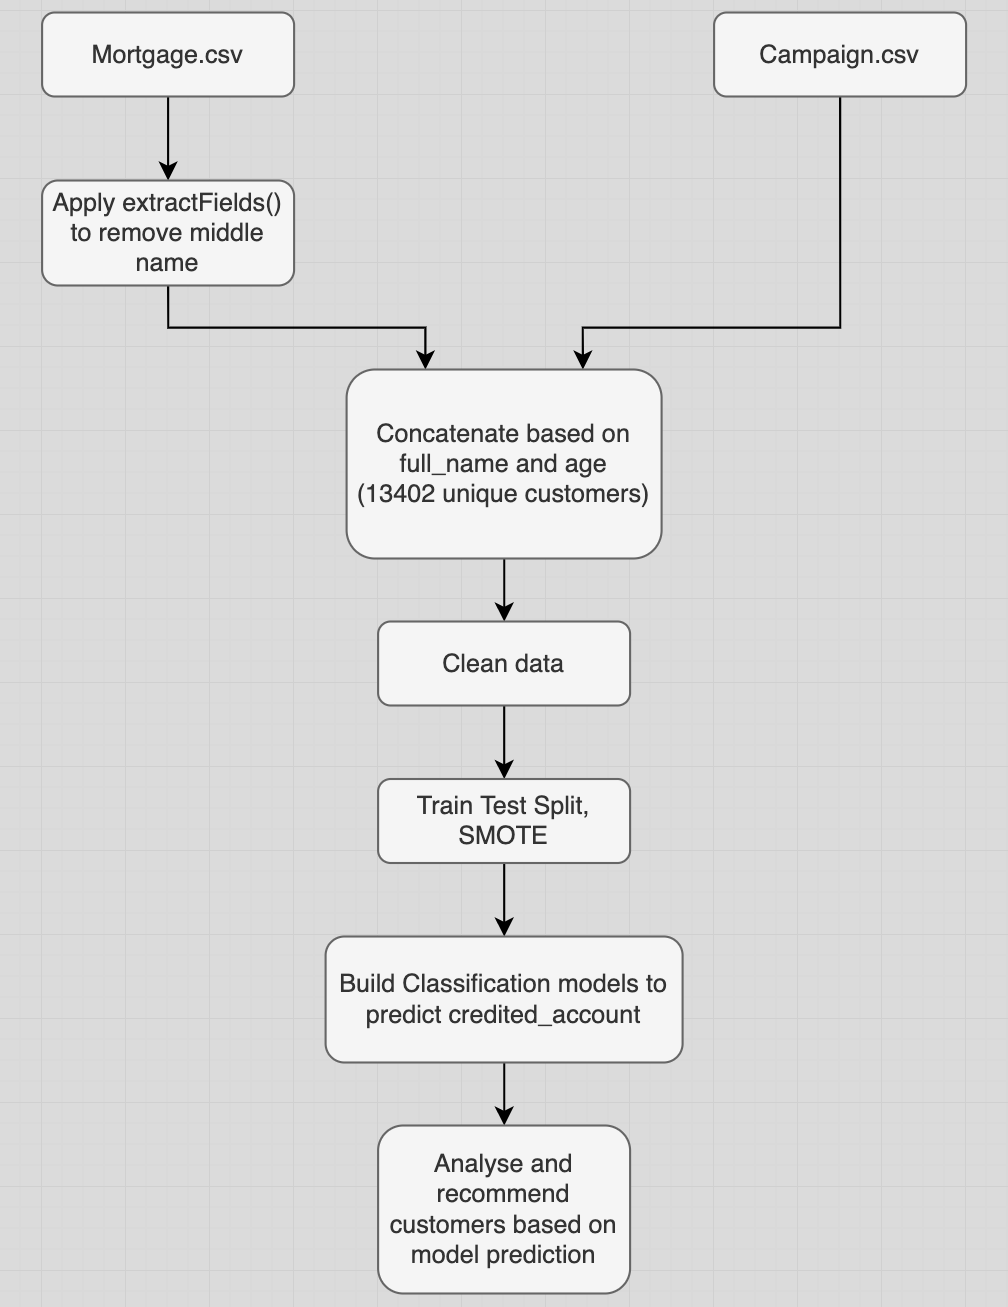 Mortgage.csv
Campaign.csv
Apply extractFields()
to remove middle
name
Concatenate based on
full_name and age
(13402 unique customers)
Clean data
Train Test Split,
SMOTE
Build Classification models to
predict credited_account
Analyse and
recommend
customers based on
model prediction